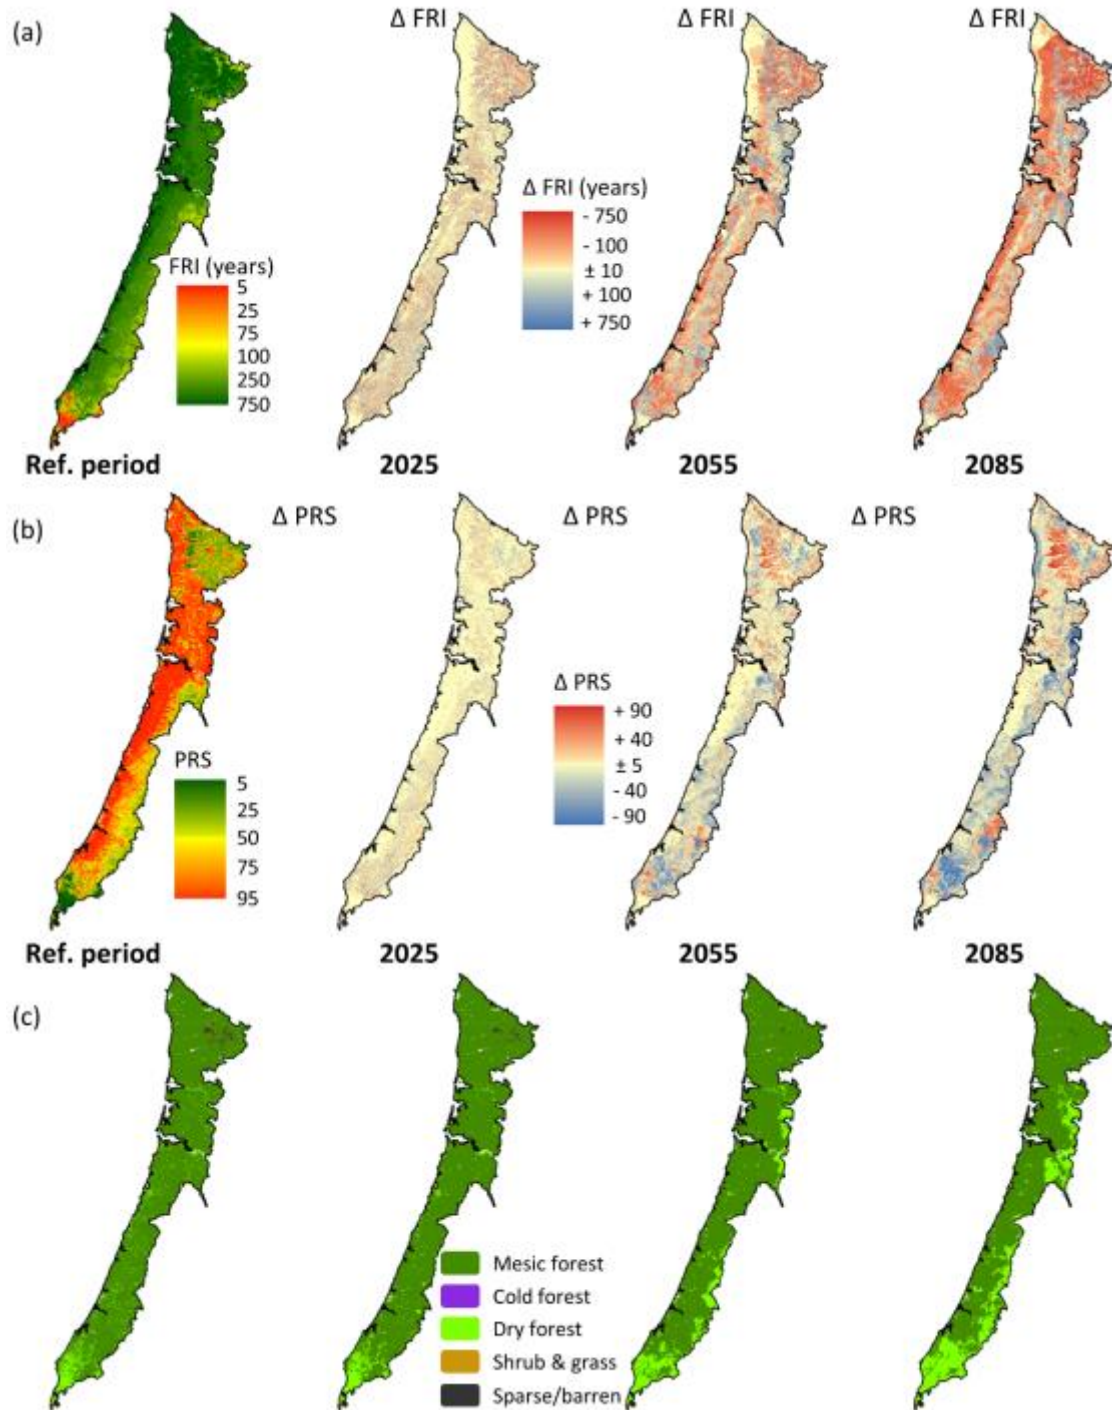 (a)
Δ FRI
Δ FRI
Δ FRI
FRI (years)
5
25
75
100
250
750
Δ FRI (years)
- 750
- 100
± 10
+ 100
+ 750
Ref. period
2025
2055
2085
(b)
Δ PRS
Δ PRS
Δ PRS
PRS
5
25
50
75
95
Δ PRS
+ 90
+ 40
± 5
- 40
- 90
Ref. period
2025
2055
2085
(c)
Mesic forest
Cold forest
Dry forest
Shrub & grass
Sparse/barren